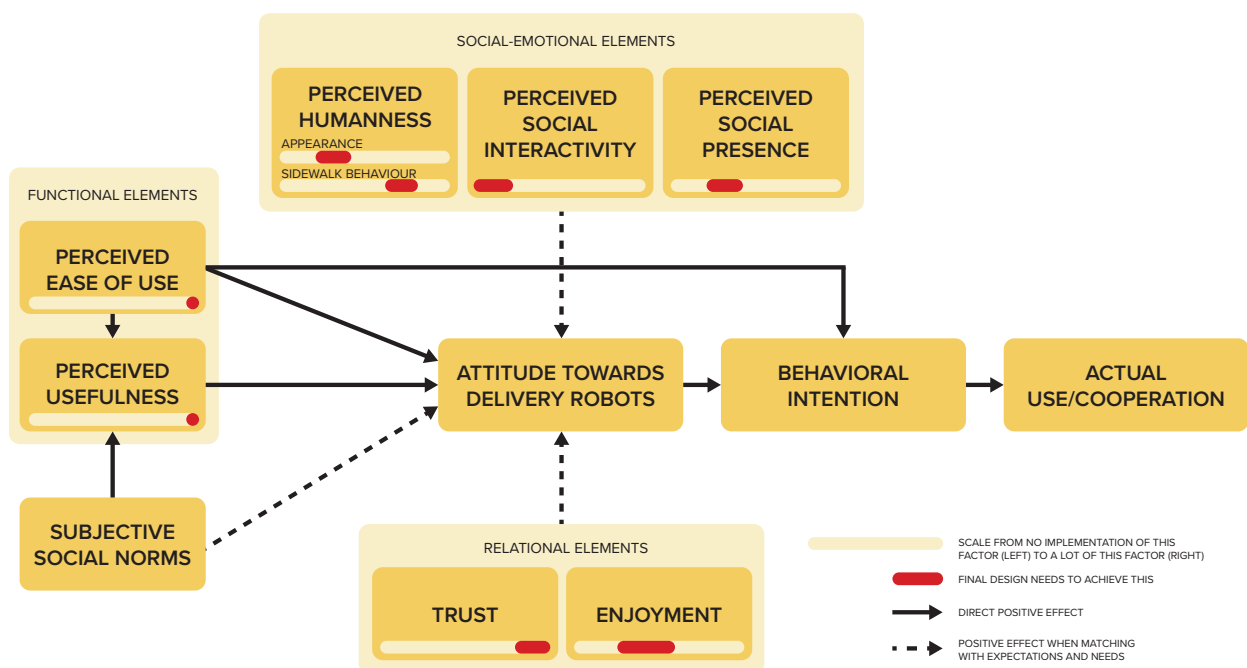 SOCIAL-EMOTIONAL ELEMENTS
PERCEIVED
HUMANNESS
APPEARANCE
SIDEWALK BEHAVIOUR
PERCEIVED
SOCIAL
INTERACTIVITY
PERCEIVED
SOCIAL
PRESENCE
FUNCTIONAL ELEMENTS
PERCEIVED
EASE OF USE
PERCEIVED
USEFULNESS
ATTITUDE TOWARDS
DELIVERY ROBOTS
BEHAVIORAL
INTENTION
ACTUAL
USE/COOPERATION
SUBJECTIVE
SOCIAL NORMS
RELATIONAL ELEMENTS
TRUST
ENJOYMENT
SCALE FROM NO IMPLEMENTATION OF THIS
FACTOR (LEFT) TO A LOT OF THIS FACTOR (RIGHT)
FINAL DESIGN NEEDS TO ACHIEVE THIS
DIRECT POSITIVE EFFECT
POSITIVE EFFECT WHEN MATCHING
WITH EXPECTATIONS AND NEEDS